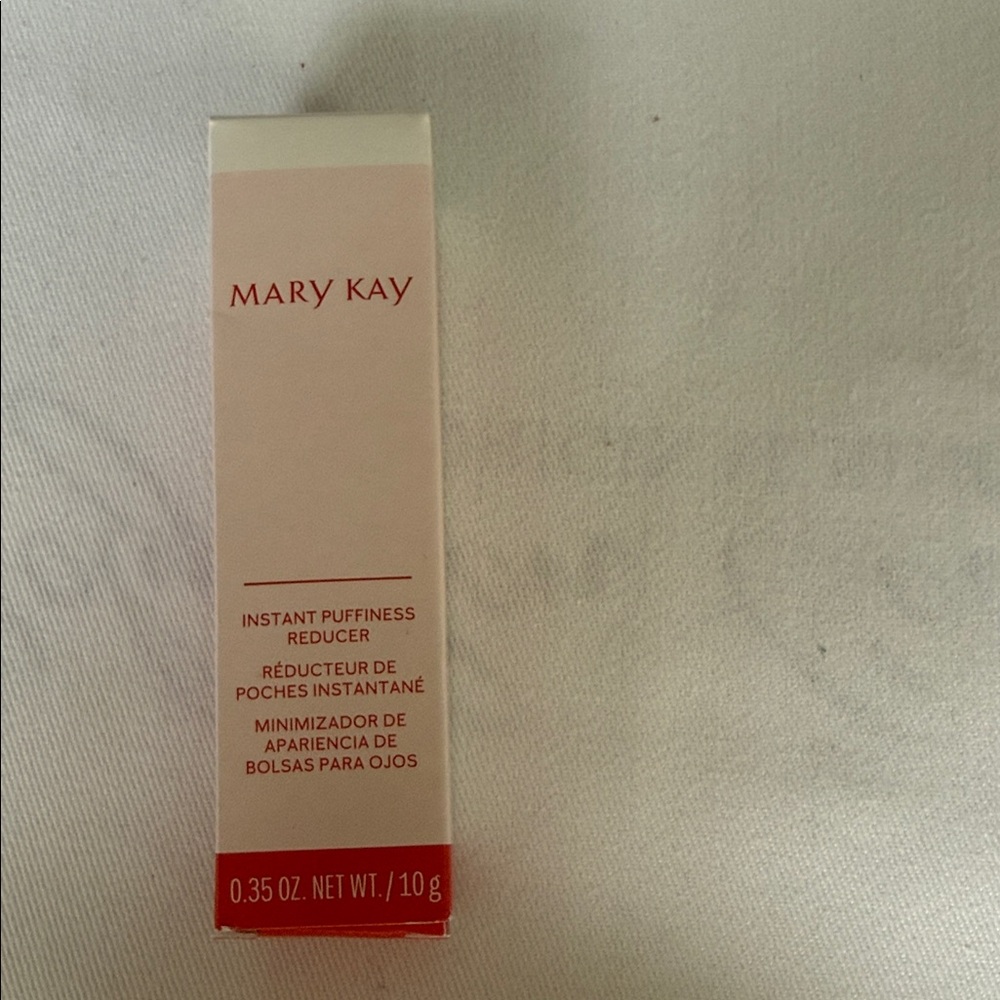 MARY KAY
INSTANT PUFFINESS
REDUCER
RÉDUCTEUR DE
POCHES INSTANTANÉ
MINIMIZADOR DE
APARIENCIA DE
BOLSAS PARA OJOS
0.35 OZ. NET WT. / 10 g